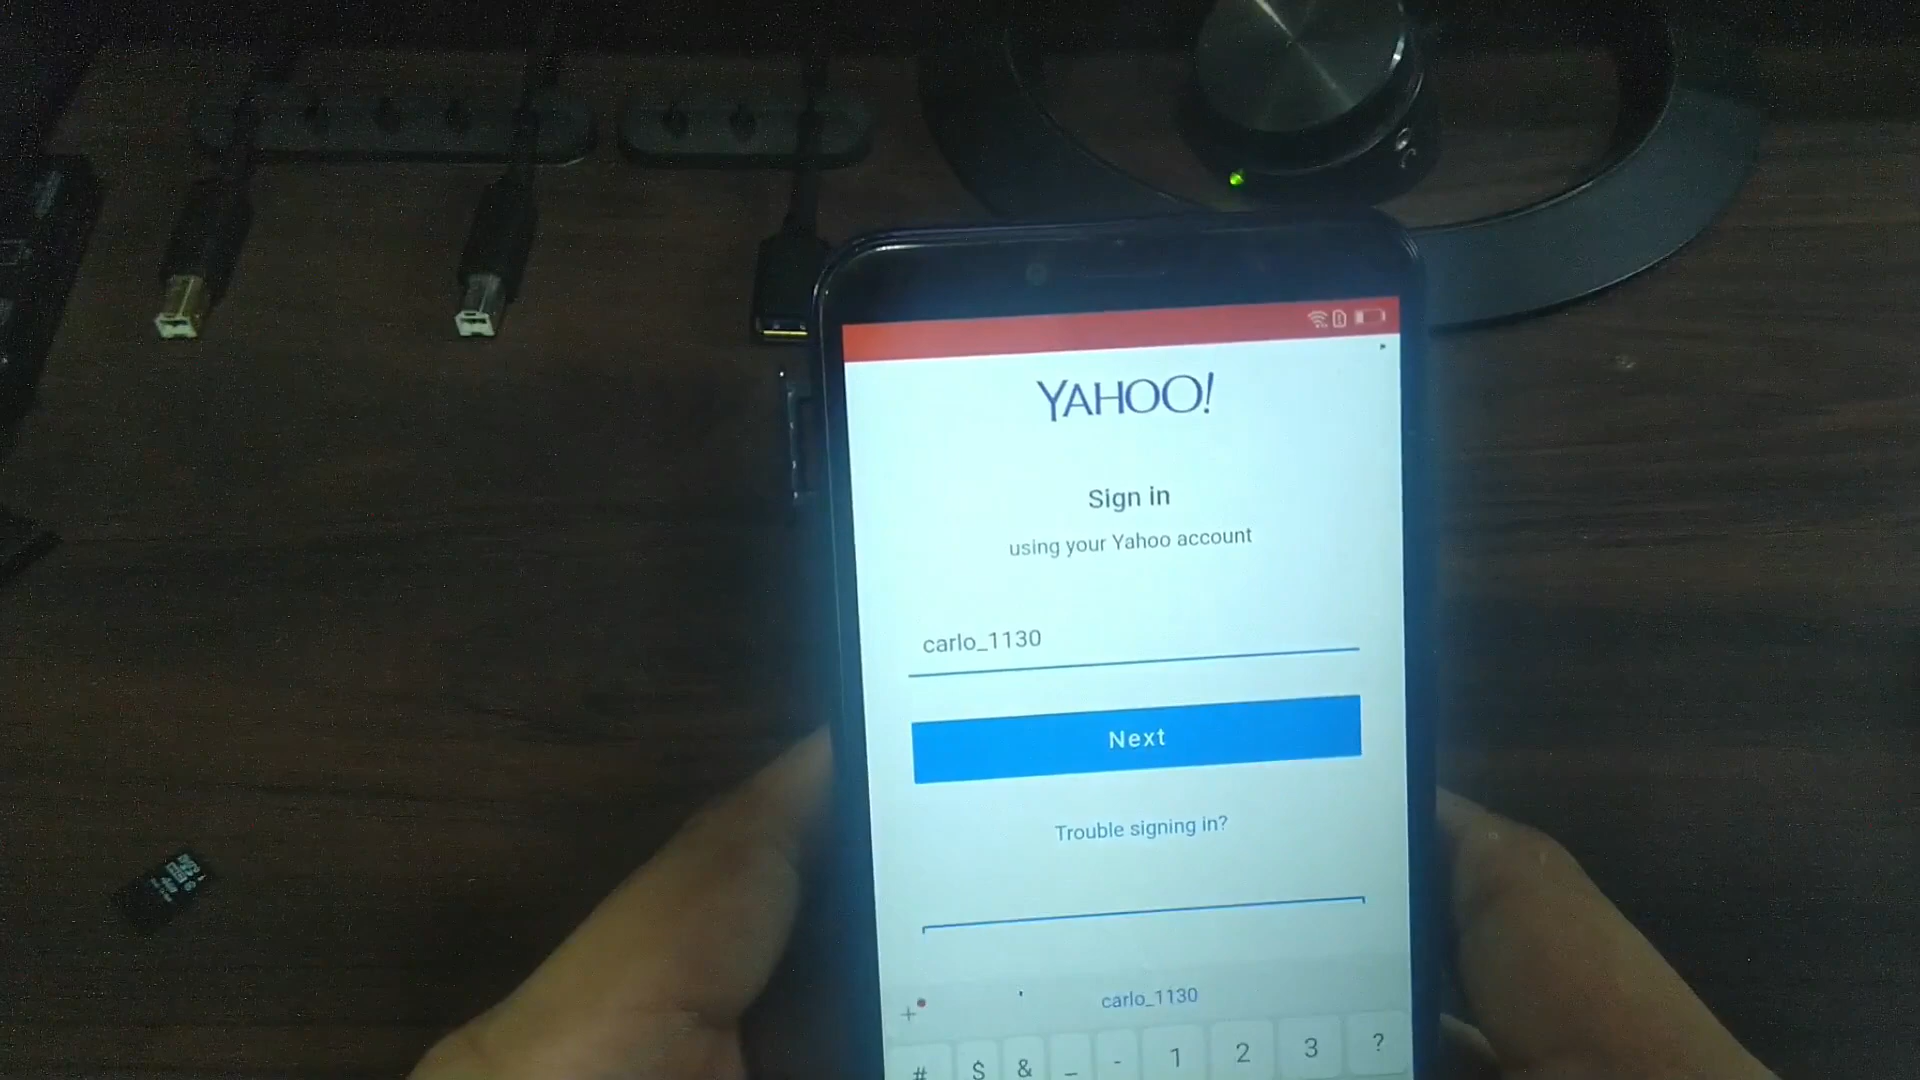 YAHOO!
Sign in
using your Yahoo account
carlo_1130
Next
Trouble signing in?
carlo_1130
# $ & _ - 1 2 3 ?